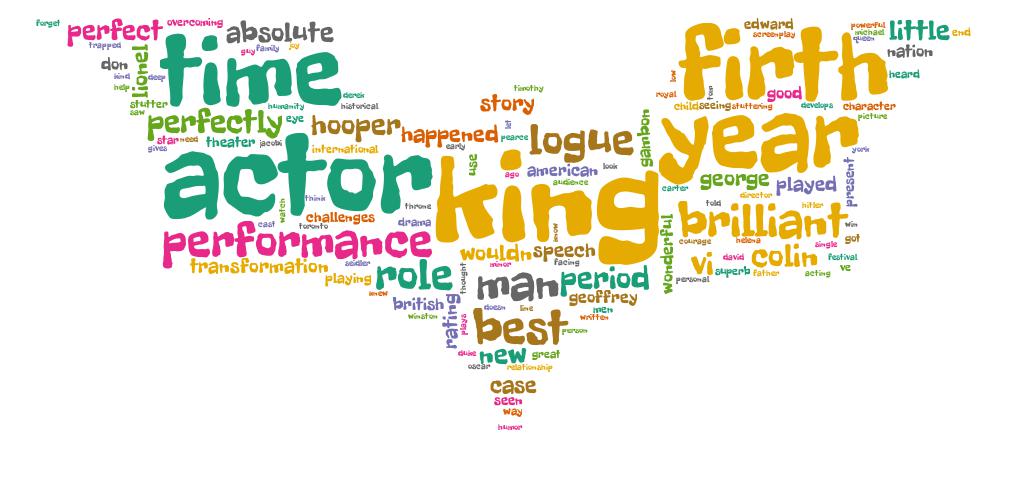 forget
perfect
overcoming
absolute
trapped
guy
family
joy
time
don
lionel
kind
deep
help
stutter
saw
derek
humanity
historical
perfectly
eye
hooper
star
need
theater
jacobi
international
gives
actor
happened
early
story
timothy
pearce
logue
gambon
use
ago
american
look
audience
king
know
edward
screenplay
powerful
michael
queen
little
end
nation
heard
firth
low
royal
good
child
seeing
stuttering
develops
character
picture
year
york
carter
george
played
present
director
told
hitler
brilliant
win
courage
helena
single
got
wonderful
vi
david
colin
festival
superb
father
acting
ve
personal
watch
think
throne
challenges
cast
toronto
drama
performance
wouldn
speech
minor
facing
transformation
seidler
playing
role
thought
man
period
geoffrey
knew
british
winston
rating
plays
doesn
line
men
written
best
person
duke
new
great
oscar
relationship
case
seen
way
humor